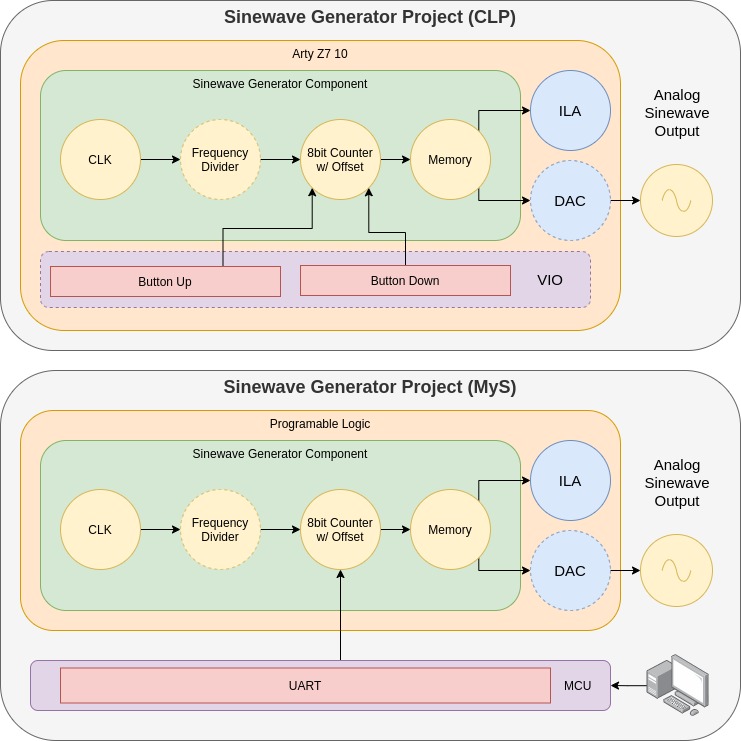 Sinewave Generator Project (CLP)
Arty Z7 10
Sinewave Generator Component
CLK
Frequency
Divider
8bit Counter
w/ Offset
Memory
ILA
DAC
Analog
Sinewave
Output
Button Up
Button Down
VIO
Sinewave Generator Project (MyS)
Programable Logic
Sinewave Generator Component
CLK
Frequency
Divider
8bit Counter
w/ Offset
Memory
ILA
DAC
Analog
Sinewave
Output
UART
MCU